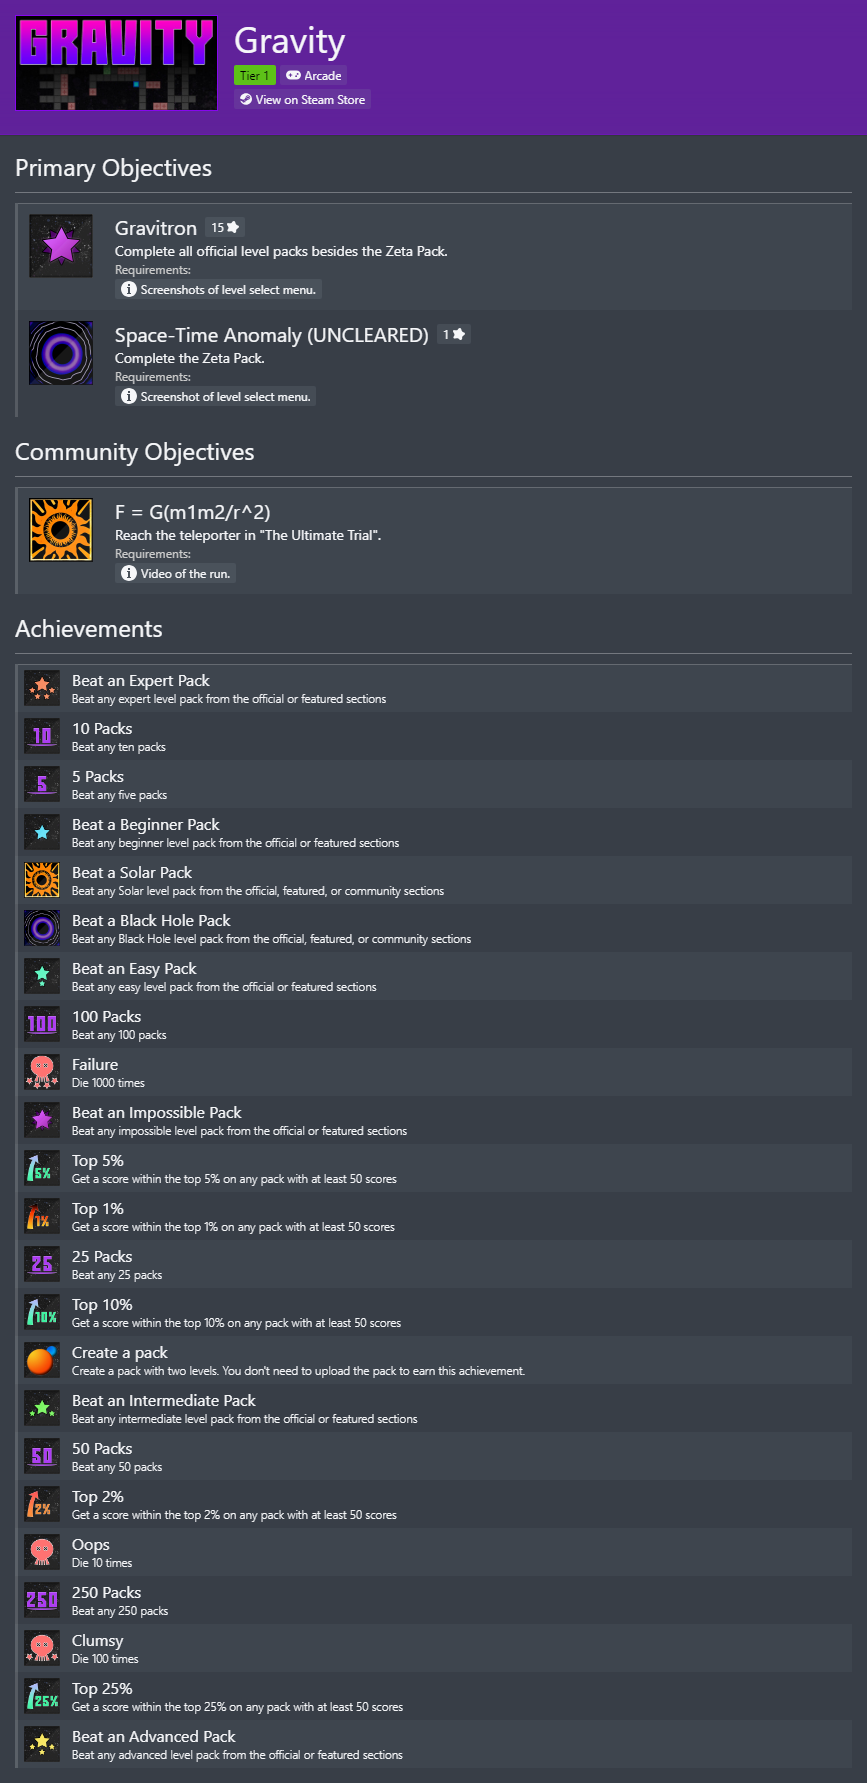 GRAVITY
Gravity
Tier 1
Arcade
View on Steam Store
Primary Objectives
Gravitron 15
Complete all official level packs besides the Zeta Pack.
Requirements:
Screenshots of level select menu.
Space-Time Anomaly (UNCLEARED) 1
Complete the Zeta Pack.
Requirements:
Screenshot of level select menu.
Community Objectives
F = G(m1m2/r^2)
Reach the teleporter in "The Ultimate Trial".
Requirements:
Video of the run.
Achievements
Beat an Expert Pack
Beat any expert level pack from the official or featured sections
10
10 Packs
Beat any ten packs
5
5 Packs
Beat any five packs
Beat a Beginner Pack
Beat any beginner level pack from the official or featured sections
Beat a Solar Pack
Beat any Solar level pack from the official, featured, or community sections
Beat a Black Hole Pack
Beat any Black Hole level pack from the official, featured, or community sections
Beat an Easy Pack
Beat any easy level pack from the official or featured sections
100
100 Packs
Beat any 100 packs
Failure
Die 1000 times
Beat an Impossible Pack
Beat any impossible level pack from the official or featured sections
5%
Top 5%
Get a score within the top 5% on any pack with at least 50 scores
1%
Top 1%
Get a score within the top 1% on any pack with at least 50 scores
25
25 Packs
Beat any 25 packs
10%
Top 10%
Get a score within the top 10% on any pack with at least 50 scores
Create a pack
Create a pack with two levels. You don't need to upload the pack to earn this achievement.
Beat an Intermediate Pack
Beat any intermediate level pack from the official or featured sections
50
50 Packs
Beat any 50 packs
2%
Top 2%
Get a score within the top 2% on any pack with at least 50 scores
Oops
Die 10 times
250
250 Packs
Beat any 250 packs
Clumsy
Die 100 times
25%
Top 25%
Get a score within the top 25% on any pack with at least 50 scores
Beat an Advanced Pack
Beat any advanced level pack from the official or featured sections